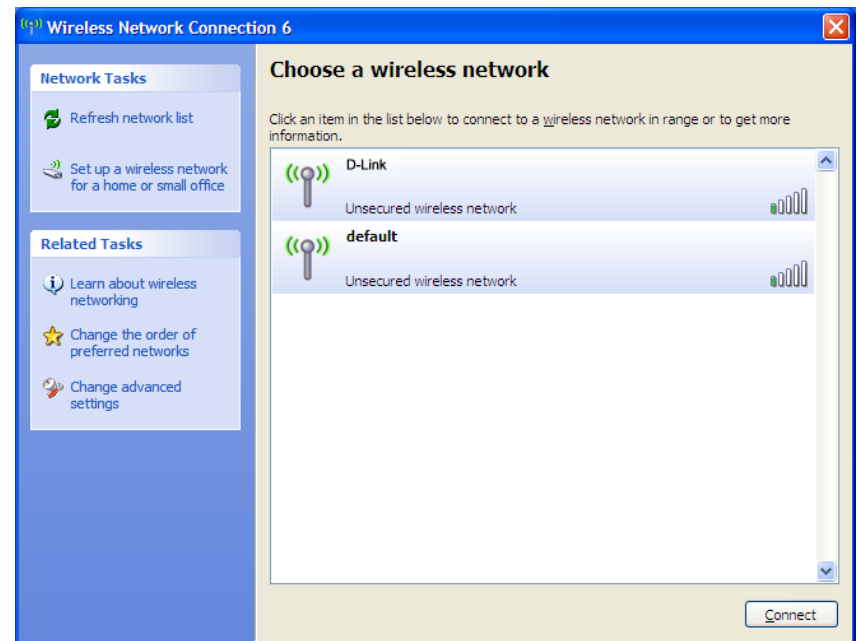 Wireless Network Connection 6
Network Tasks
Refresh network list
Set up a wireless network
for a home or small office
Related Tasks
Learn about wireless
networking
Change the order of
preferred networks
Change advanced
settings
Choose a wireless network
Click an item in the list below to connect to a wireless network in range or to get more
information.
D-Link
Unsecured wireless network
default
Unsecured wireless network
Connect